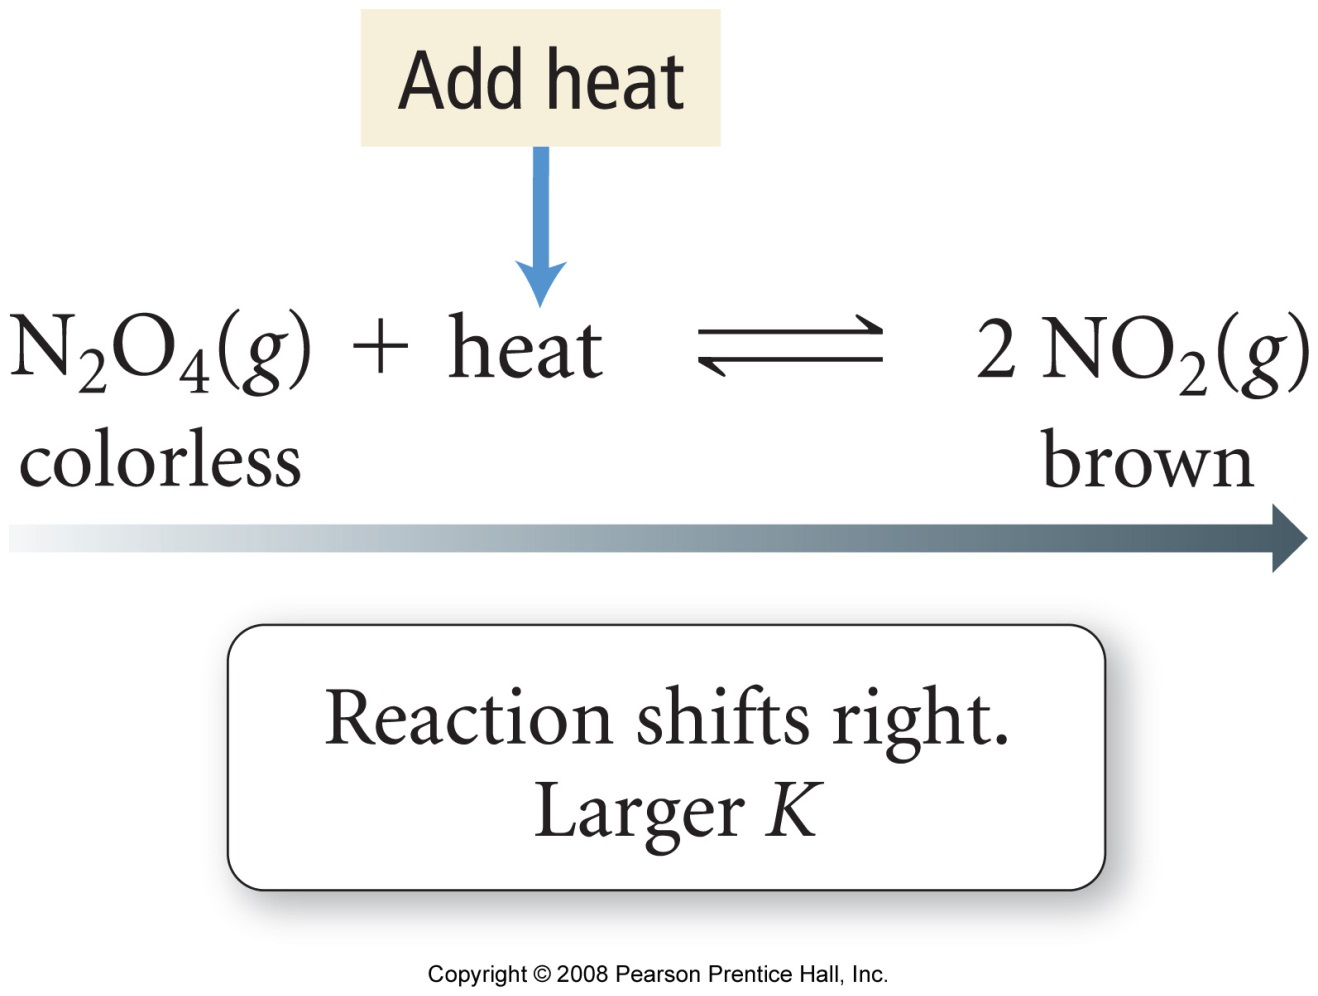 Add heat
N₂O₄(g) + heat ⇌ 2 NO₂(g)
colorless brown
Reaction shifts right.
Larger K
Copyright © 2008 Pearson Prentice Hall, Inc.